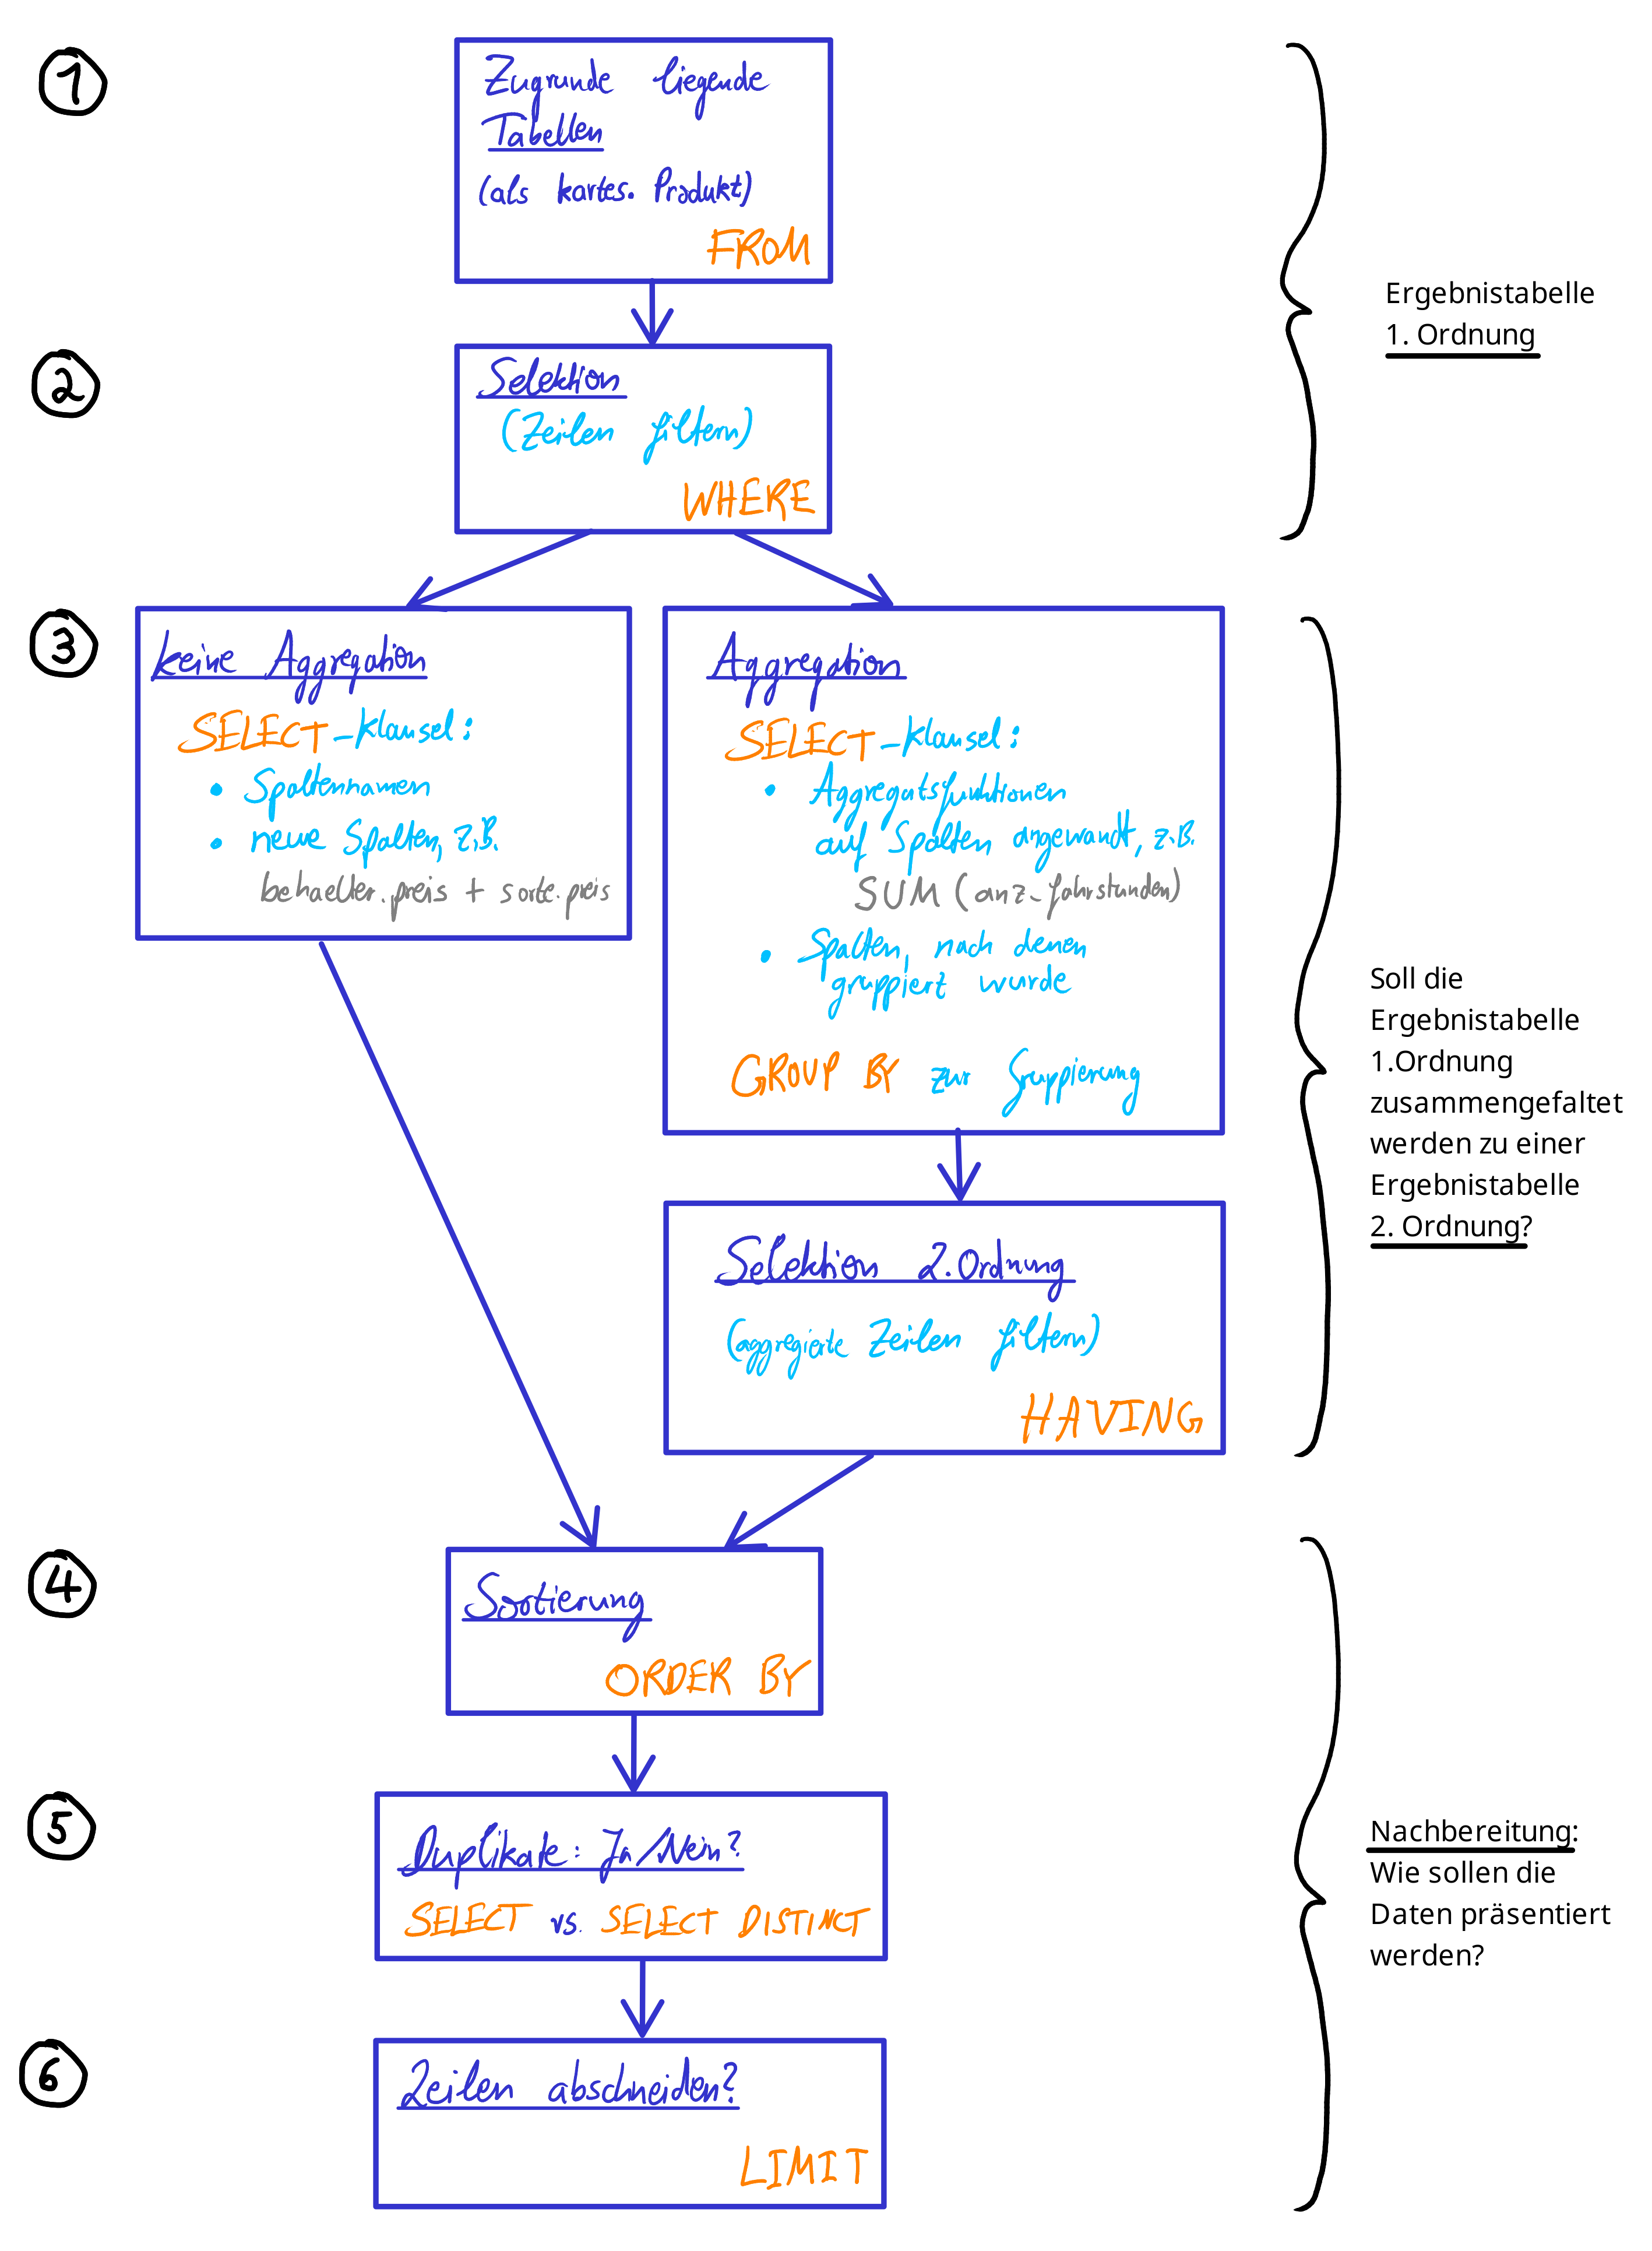 1
Zugrunde liegende
Tabellen
(als kartes. Produkt)
FROM
Ergebnistabelle
1. Ordnung
2
Selektion
(Zeilen filtern)
WHERE
3
keine Aggregation
SELECT-Klausel:
• Spaltennamen
• neue Spalten, z.B.
behaelter.preis + sorte.preis
Aggregation
SELECT-Klausel:
• Aggregatsfunktionen
auf Spalten angewandt, z.B.
SUM (anz_fahrstunden)
• Spalten, nach denen
gruppiert wurde
GROUP BY zur Gruppierung
Selektion 2. Ordnung
(aggregierte Zeilen filtern)
HAVING
Soll die
Ergebnistabelle
1.Ordnung
zusammengefaltet
werden zu einer
Ergebnistabelle
2. Ordnung?
4
Sortierung
ORDER BY
5
Duplikate: Ja/Nein?
SELECT vs. SELECT DISTINCT
6
Zeilen abschneiden?
LIMIT
Nachbereitung:
Wie sollen die
Daten präsentiert
werden?